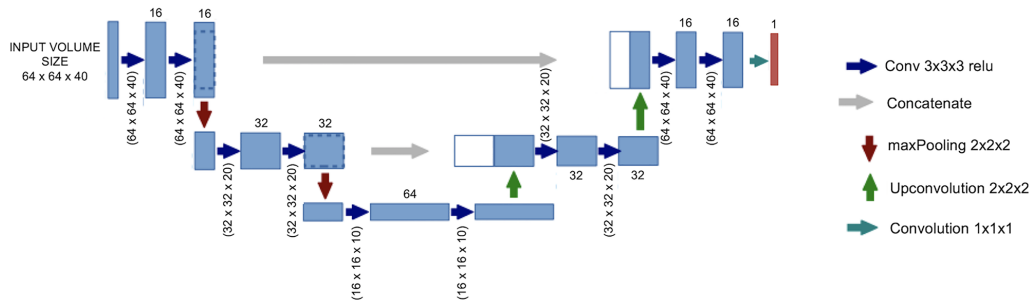 INPUT VOLUME
SIZE
64 x 64 x 40
16
16
(64 x 64 x 40)
(64 x 64 x 40)
32
32
(32 x 32 x 20)
(32 x 32 x 20)
64
(16 x 16 x 10)
(16 x 16 x 10)
(32 x 32 x 20)
32
(32 x 32 x 20)
32
16
16
1
(64 x 64 x 40)
(64 x 64 x 40)
Conv 3x3x3 relu
Concatenate
maxPooling 2x2x2
Upconvolution 2x2x2
Convolution 1x1x1